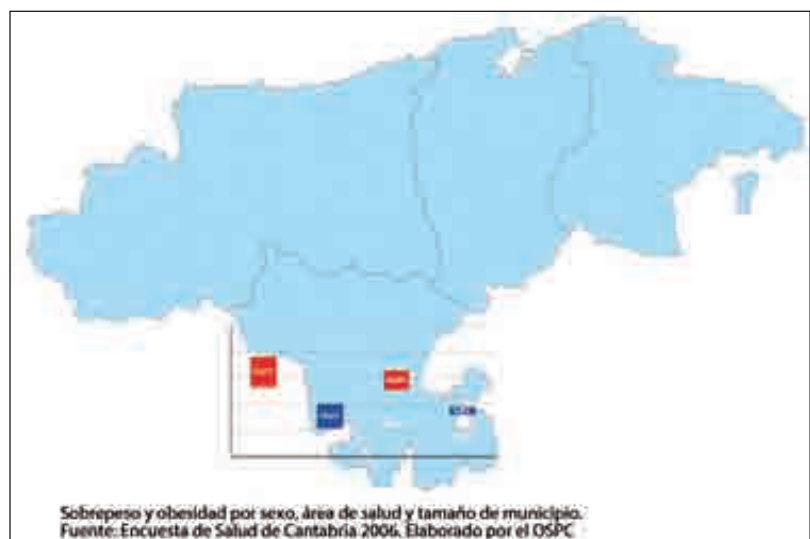 Sobrepeso y obesidad por sexo, área de salud y tamaño de municipio.
Fuente: Encuesta de Salud de Cantabria 2006. Elaborado por el OSPC